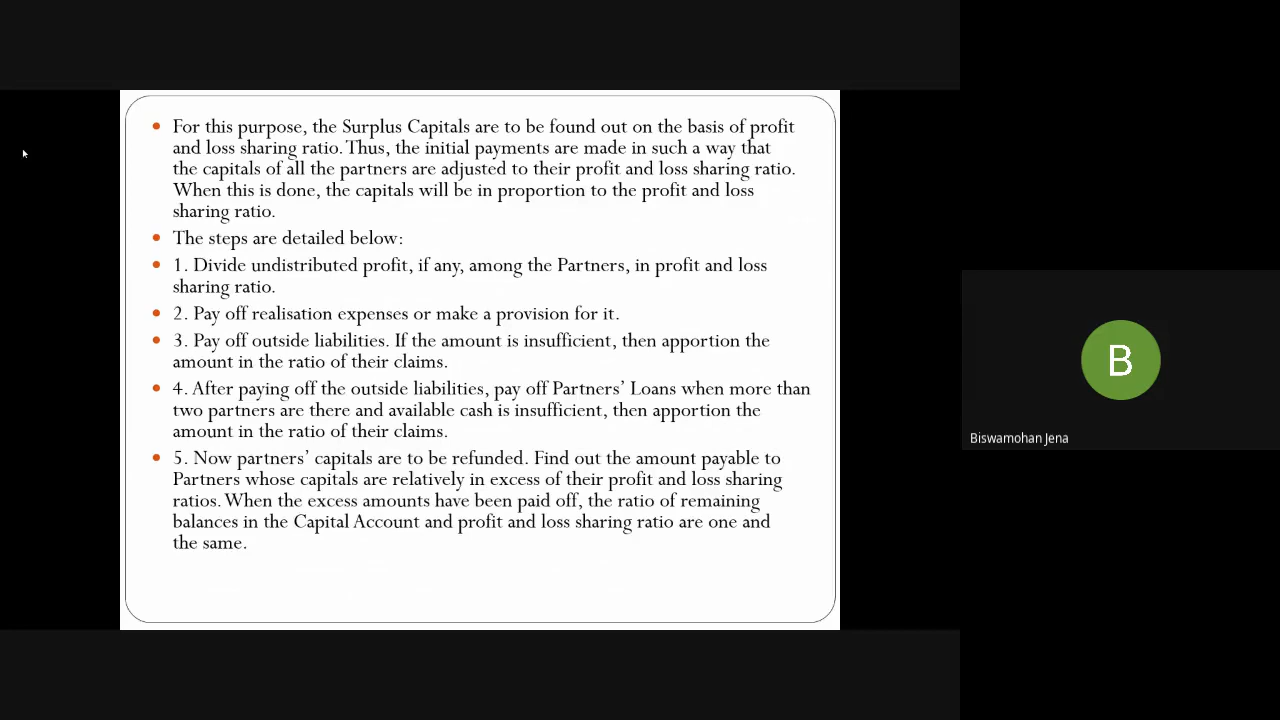 For this purpose, the Surplus Capitals are to be found out on the basis of profit
and loss sharing ratio. Thus, the initial payments are made in such a way that
the capitals of all the partners are adjusted to their profit and loss sharing ratio.
When this is done, the capitals will be in proportion to the profit and loss
sharing ratio.
The steps are detailed below:
1. Divide undistributed profit, if any, among the Partners, in profit and loss
sharing ratio.
2. Pay off realisation expenses or make a provision for it.
3. Pay off outside liabilities. If the amount is insufficient, then apportion the
amount in the ratio of their claims.
4. After paying off the outside liabilities, pay off Partners’ Loans when more than
two partners are there and available cash is insufficient, then apportion the
amount in the ratio of their claims.
5. Now partners’ capitals are to be refunded. Find out the amount payable to
Partners whose capitals are relatively in excess of their profit and loss sharing
ratios. When the excess amounts have been paid off, the ratio of remaining
balances in the Capital Account and profit and loss sharing ratio are one and
the same.
B
Biswamohan Jena